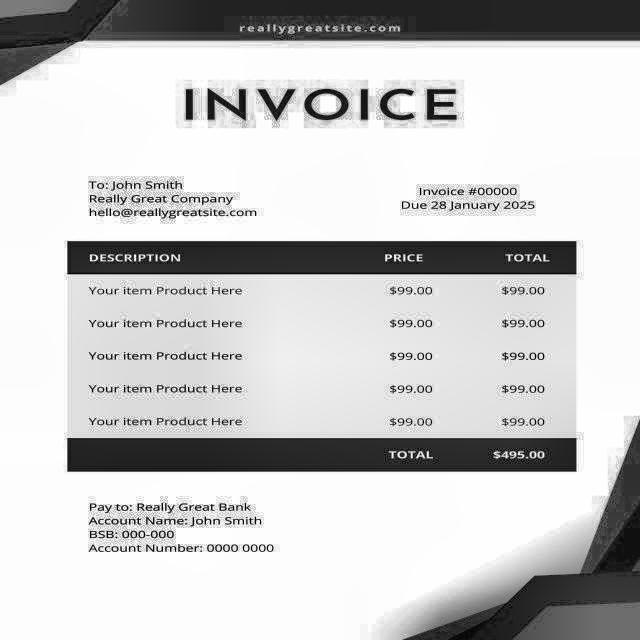 reallygreatsite.com
INVOICE
To: John Smith
Really Great Company
hello@reallygreatsite.com
Invoice #00000
Due 28 January 2025
DESCRIPTION PRICE TOTAL
Your item Product Here $99.00 $99.00
Your item Product Here $99.00 $99.00
Your item Product Here $99.00 $99.00
Your item Product Here $99.00 $99.00
Your item Product Here $99.00 $99.00
TOTAL $495.00
Pay to: Really Great Bank
Account Name: John Smith
BSB: 000-000
Account Number: 0000 0000